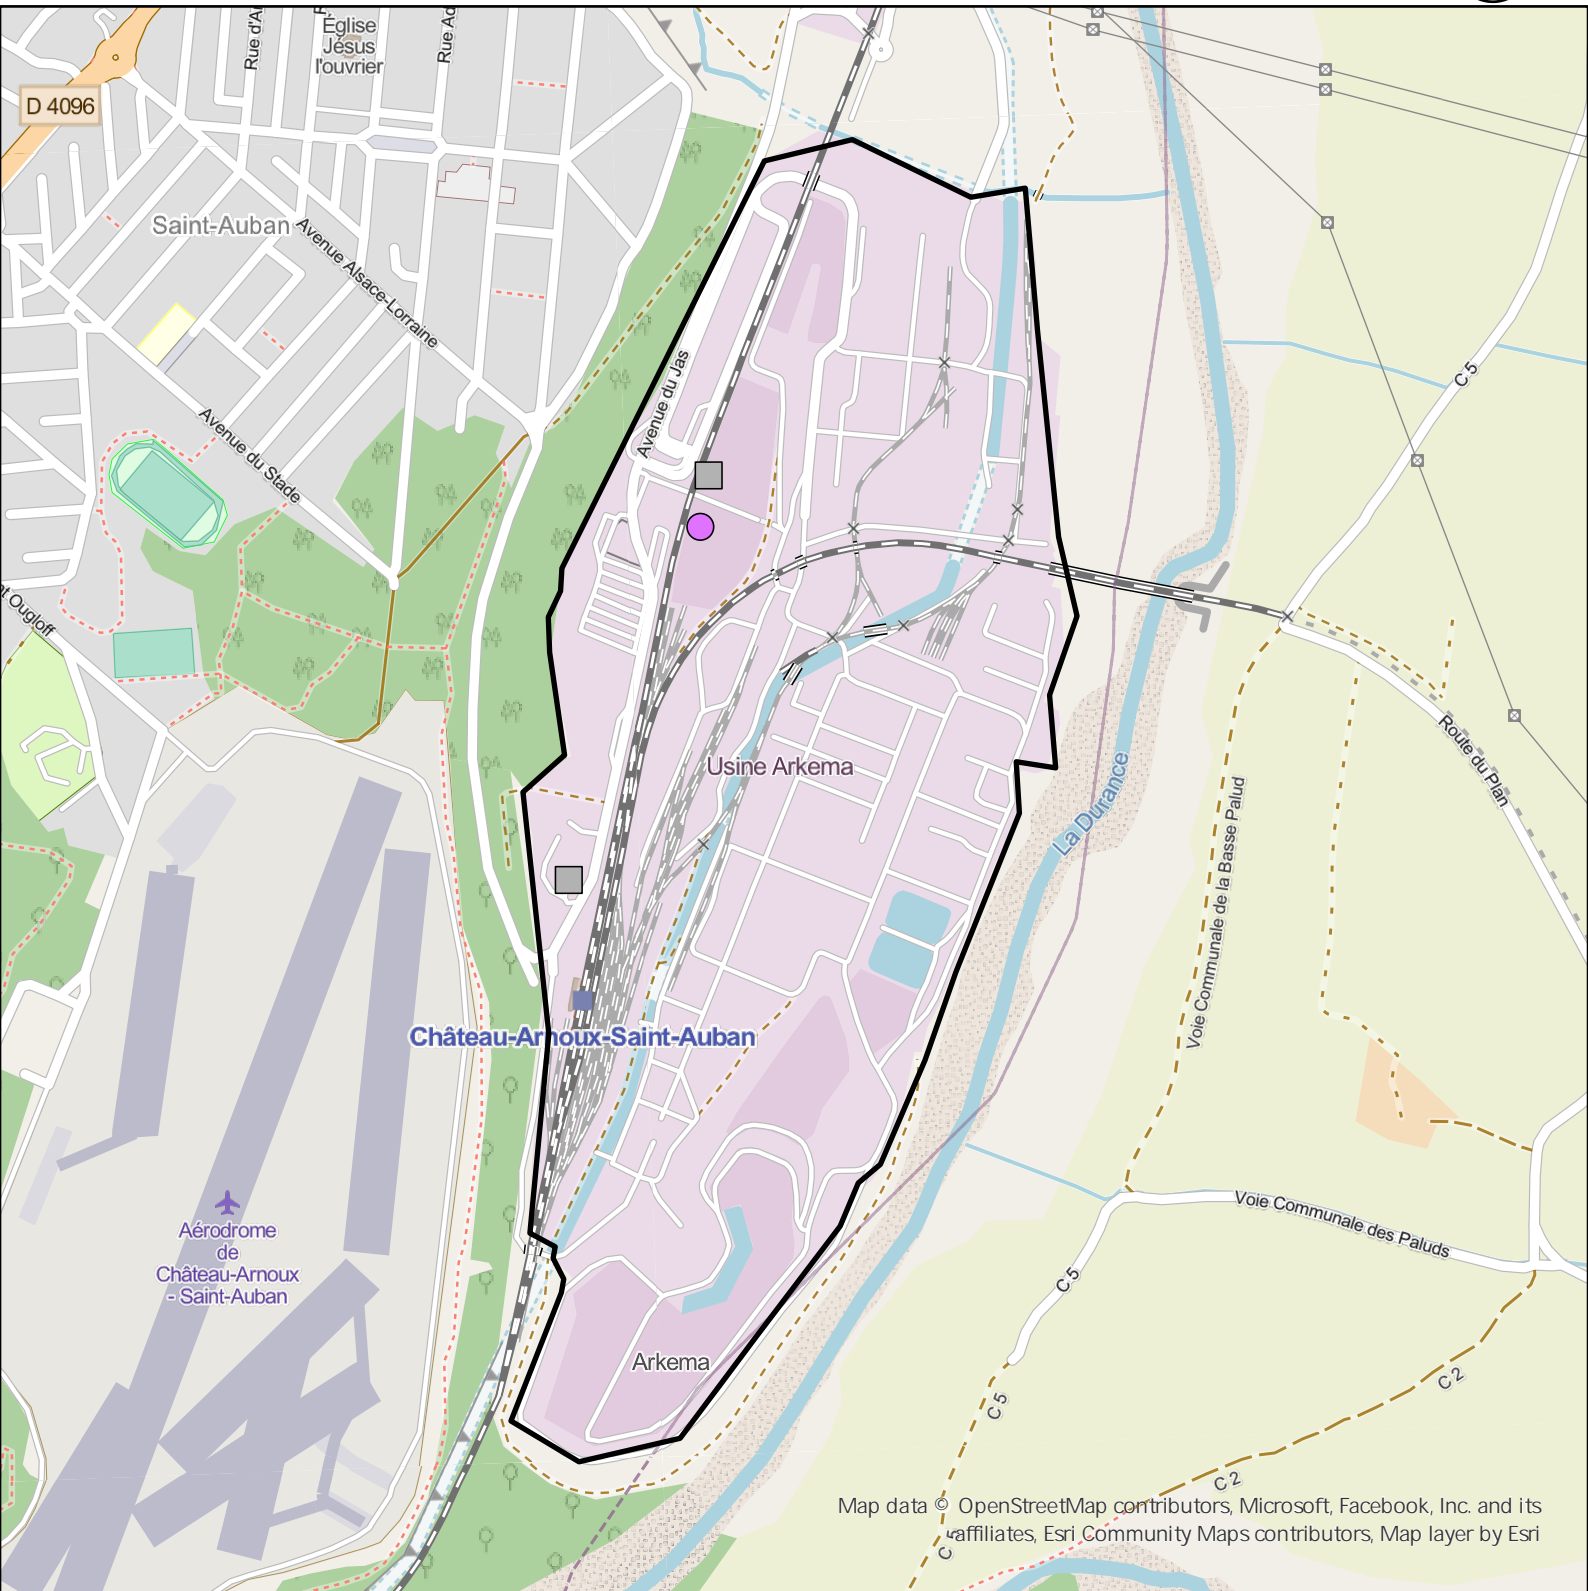 Rue d'A
Rue Ad
Église
Jésus
l'ouvrier
D 4096
Saint-Auban
Avenue Alsace-Lorraine
Avenue du Jas
C 5
Avenue du Stade
nt Ougloff
Usine Arkema
Route du Plan
La Durance
Voie Communale de la Basse Palud
Château-Arnoux-Saint-Auban
Aérodrome
de
Château-Arnoux
- Saint-Auban
Voie Communale des Paluds
C 5
Arkema
C 5
C 2
C 2
C 5
Map data © OpenStreetMap contributors, Microsoft, Facebook, Inc. and its
affiliates, Esri Community Maps contributors, Map layer by Esri